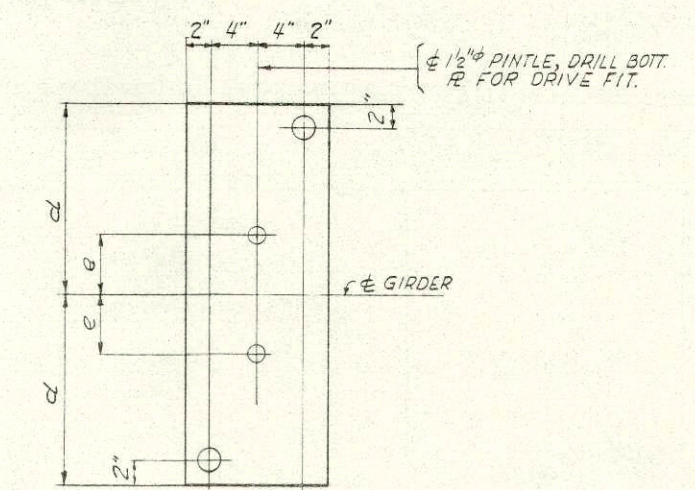 2" 4" 4" 2"
℄ 1½"⌀ PINTLE, DRILL BOTT.
⅊ FOR DRIVE FIT.
2"
d
e
℄ GIRDER
e
d
2"